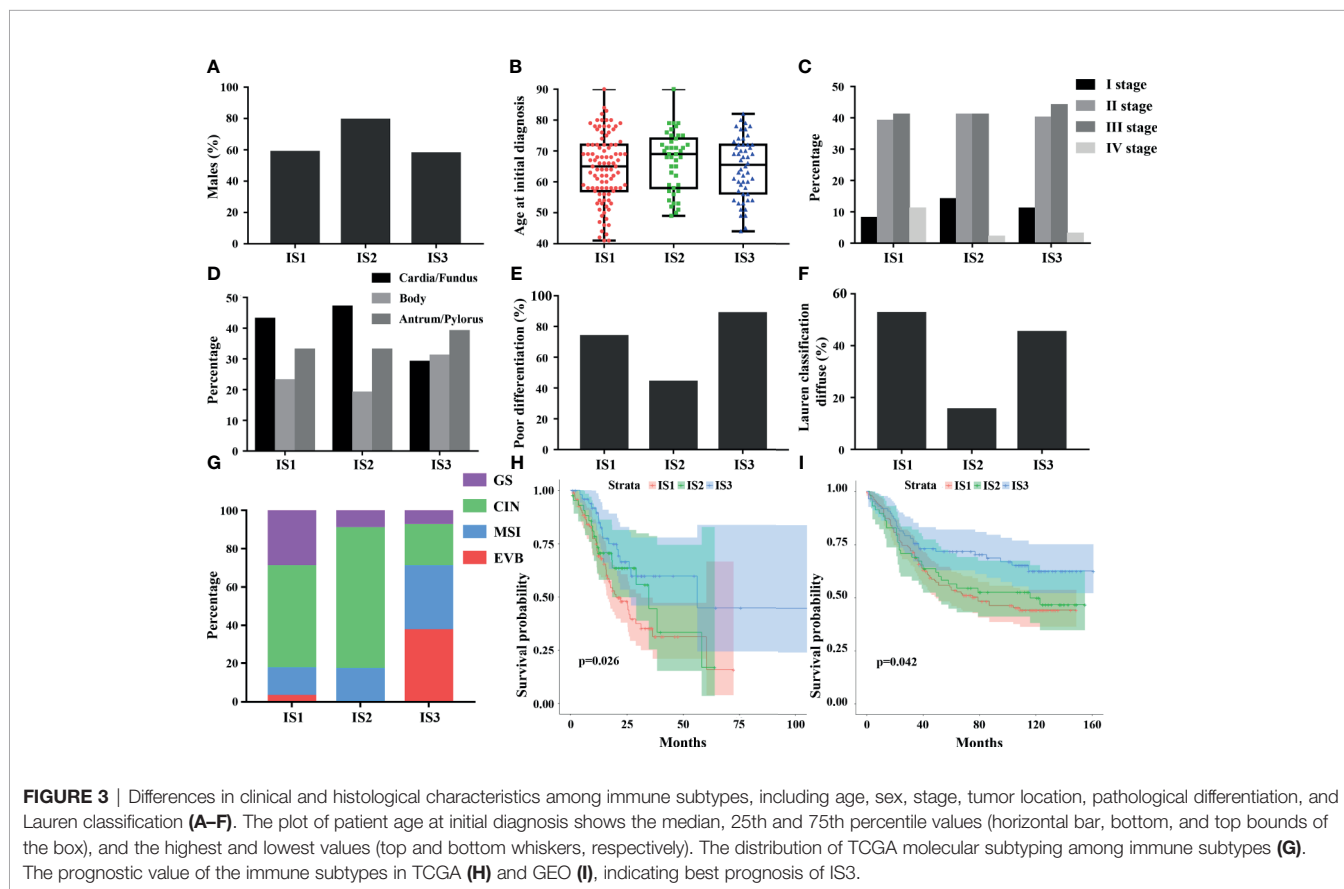 A
Males (%)
100
80
60
40
20
0
IS1 IS2 IS3
B
Age at initial diagnosis
90
80
70
60
50
40
IS1 IS2 IS3
C
Percentage
50
40
30
20
10
0
IS1 IS2 IS3
I stage
II stage
III stage
IV stage
D
Percentage
50
40
30
20
10
0
IS1 IS2 IS3
Cardia/Fundus
Body
Antrum/Pylorus
E
Poor differentiation (%)
100
80
60
40
20
0
IS1 IS2 IS3
F
Lauren classification
diffuse (%)
60
40
20
0
IS1 IS2 IS3
G
Percentage
100
80
60
40
20
0
IS1 IS2 IS3
GS
CIN
MSI
EVB
H
Strata IS1 IS2 IS3
Survival probability
1.00
0.75
0.50
0.25
0.00
p=0.026
0 25 50 75 100
Months
I
Strata IS1 IS2 IS3
Survival probability
1.00
0.75
0.50
0.25
0.00
p=0.042
0 40 80 120 160
Months
FIGURE 3 | Differences in clinical and histological characteristics among immune subtypes, including age, sex, stage, tumor location, pathological differentiation, and
Lauren classification (A–F). The plot of patient age at initial diagnosis shows the median, 25th and 75th percentile values (horizontal bar, bottom, and top bounds of
the box), and the highest and lowest values (top and bottom whiskers, respectively). The distribution of TCGA molecular subtyping among immune subtypes (G).
The prognostic value of the immune subtypes in TCGA (H) and GEO (I), indicating best prognosis of IS3.